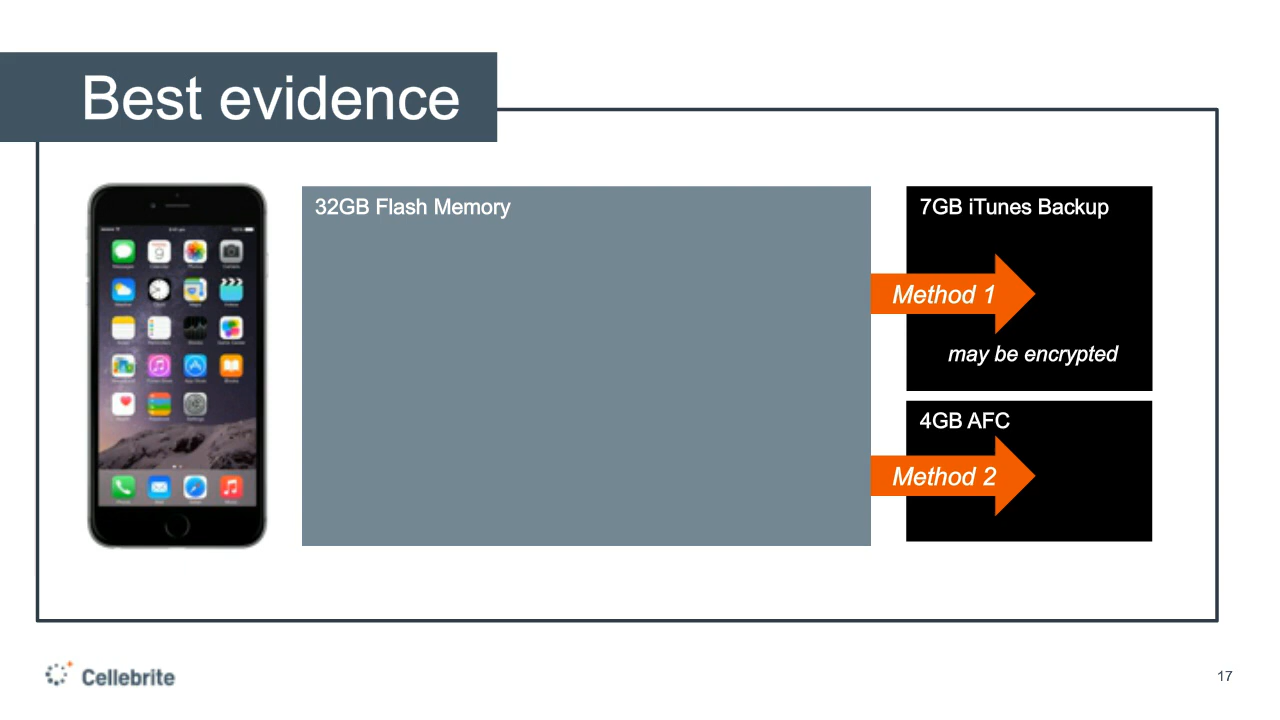 Best evidence
32GB Flash Memory
7GB iTunes Backup
Method 1
may be encrypted
4GB AFC
Method 2
Cellebrite
17